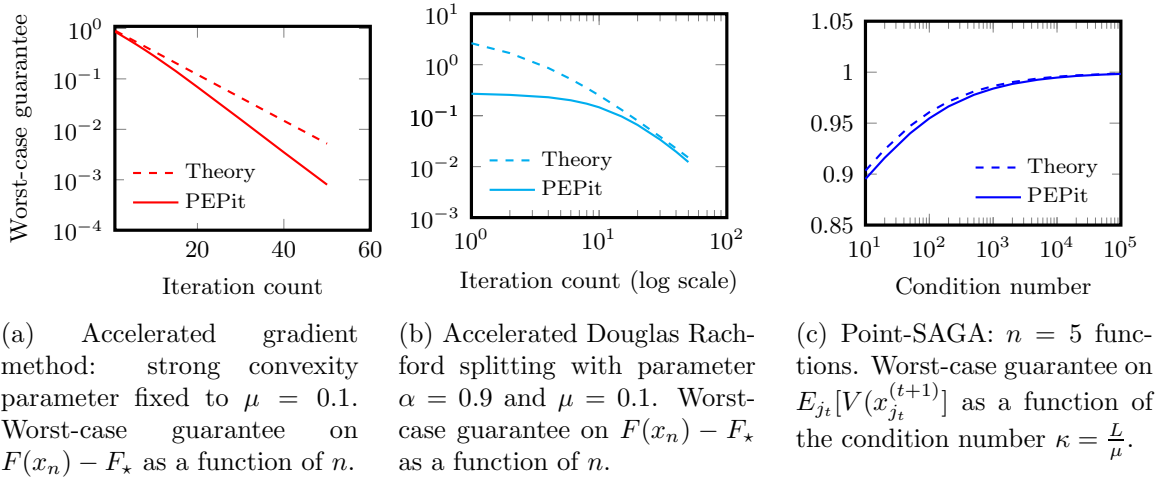 Worst-case guarantee
10^0
10^{-1}
10^{-2}
10^{-3}
10^{-4}
Theory
PEPit
20 40 60
Iteration count
(a) Accelerated gradient
method: strong convexity
parameter fixed to μ = 0.1.
Worst-case guarantee on
F(x_n) − F_⋆ as a function of n.
10^1
10^0
10^{-1}
10^{-2}
10^{-3}
Theory
PEPit
10^0 10^1 10^2
Iteration count (log scale)
(b) Accelerated Douglas Rach-
ford splitting with parameter
α = 0.9 and μ = 0.1. Worst-
case guarantee on F(x_n) − F_⋆
as a function of n.
1.05
1
0.95
0.9
0.85
Theory
PEPit
10^1 10^2 10^3 10^4 10^5
Condition number
(c) Point-SAGA: n = 5 func-
tions. Worst-case guarantee on
E_{j_t}[V(x_{j_t}^{(t+1)}] as a function of
the condition number κ = \frac{L}{μ}.